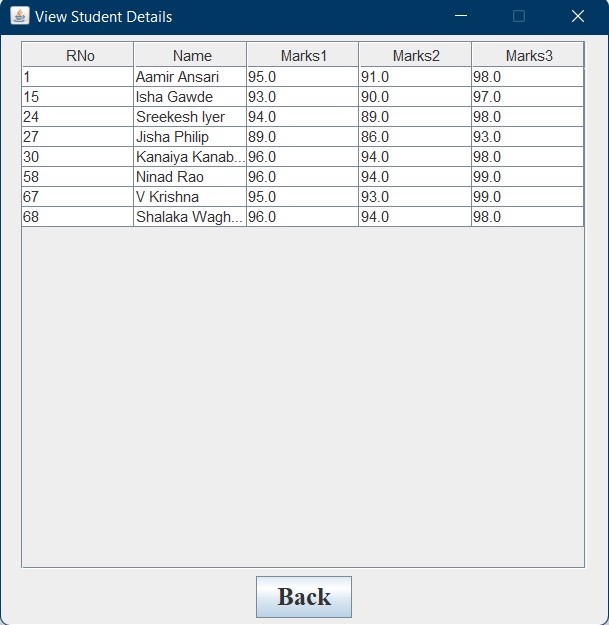 View Student Details
RNo Name Marks1 Marks2 Marks3
1 Aamir Ansari 95.0 91.0 98.0
15 Isha Gawde 93.0 90.0 97.0
24 Sreekesh Iyer 94.0 89.0 98.0
27 Jisha Philip 89.0 86.0 93.0
30 Kanaiya Kanab... 96.0 94.0 98.0
58 Ninad Rao 96.0 94.0 99.0
67 V Krishna 95.0 93.0 99.0
68 Shalaka Wagh... 96.0 94.0 98.0
Back